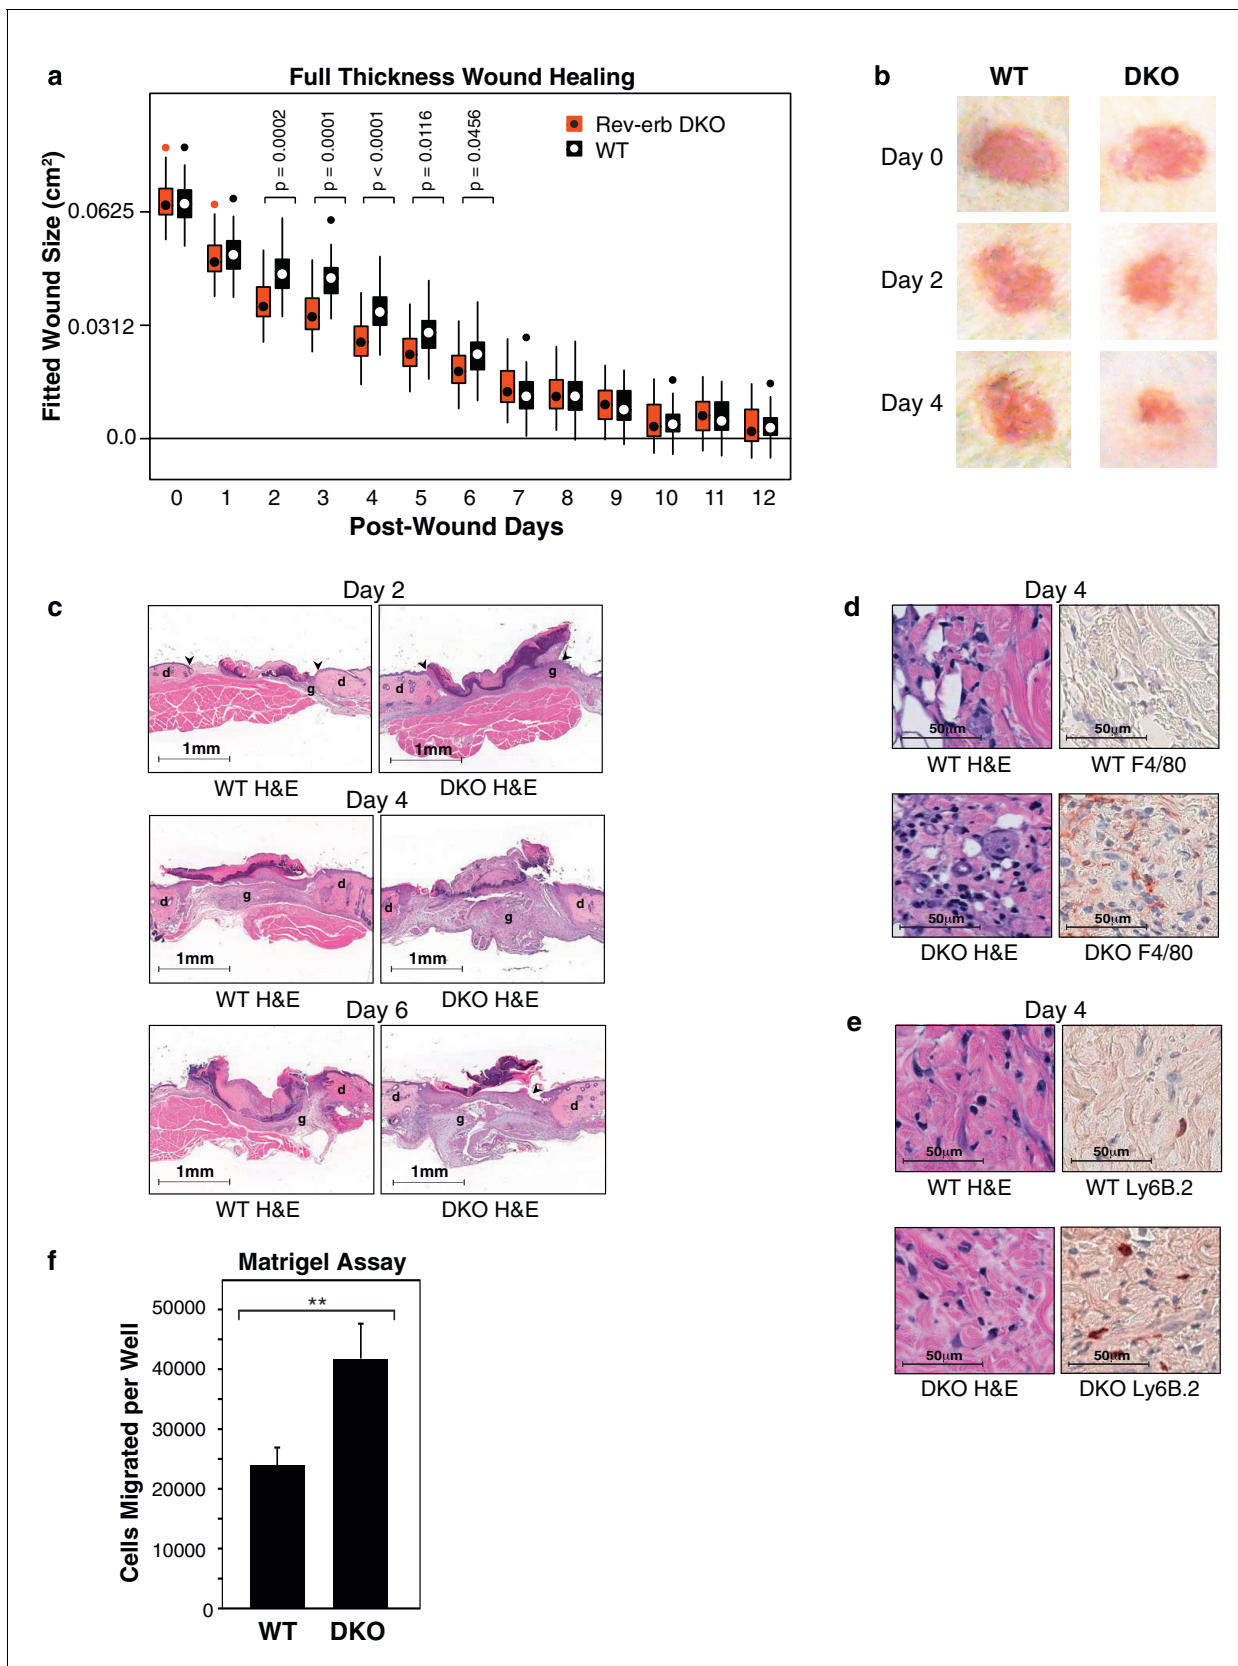 a
Full Thickness Wound Healing
Fitted Wound Size (cm²)
0.0625
0.0312
0.0
p = 0.0002
p = 0.0001
p < 0.0001
p = 0.0116
p = 0.0456
Rev-erb DKO
WT
0 1 2 3 4 5 6 7 8 9 10 11 12
Post-Wound Days
b
WT DKO
Day 0
Day 2
Day 4
c
Day 2
d g d
1mm
WT H&E
d g
1mm
DKO H&E
Day 4
d g d
1mm
WT H&E
d g d
1mm
DKO H&E
Day 6
d g
1mm
WT H&E
d g d
1mm
DKO H&E
d
Day 4
50µm
WT H&E
50µm
WT F4/80
50µm
DKO H&E
50µm
DKO F4/80
e
Day 4
50µm
WT H&E
50µm
WT Ly6B.2
50µm
DKO H&E
50µm
DKO Ly6B.2
f
Matrigel Assay
Cells Migrated per Well
50000
40000
30000
20000
10000
0
**
WT DKO